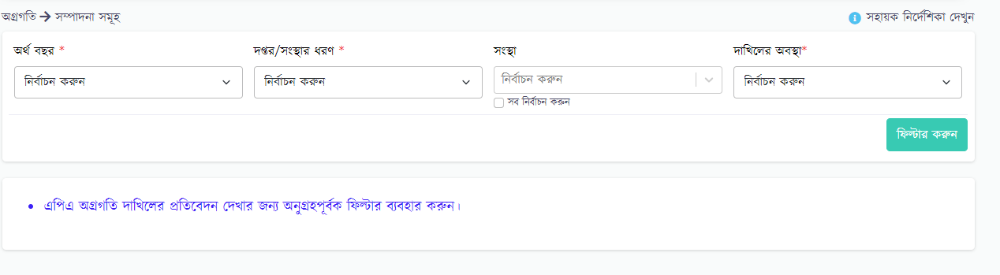 অগ্রগতি → সম্পাদনা সমূহ
সহায়ক নির্দেশিকা দেখুন
অর্থ বছর *
দপ্তর/সংস্থার ধরণ *
সংস্থা
দাখিলের অবস্থা*
নির্বাচন করুন
নির্বাচন করুন
নির্বাচন করুন
নির্বাচন করুন
সব নির্বাচন করুন
ফিল্টার করুন
• এপিএ অগ্রগতি দাখিলের প্রতিবেদন দেখার জন্য অনুগ্রহপূর্বক ফিল্টার ব্যবহার করুন।